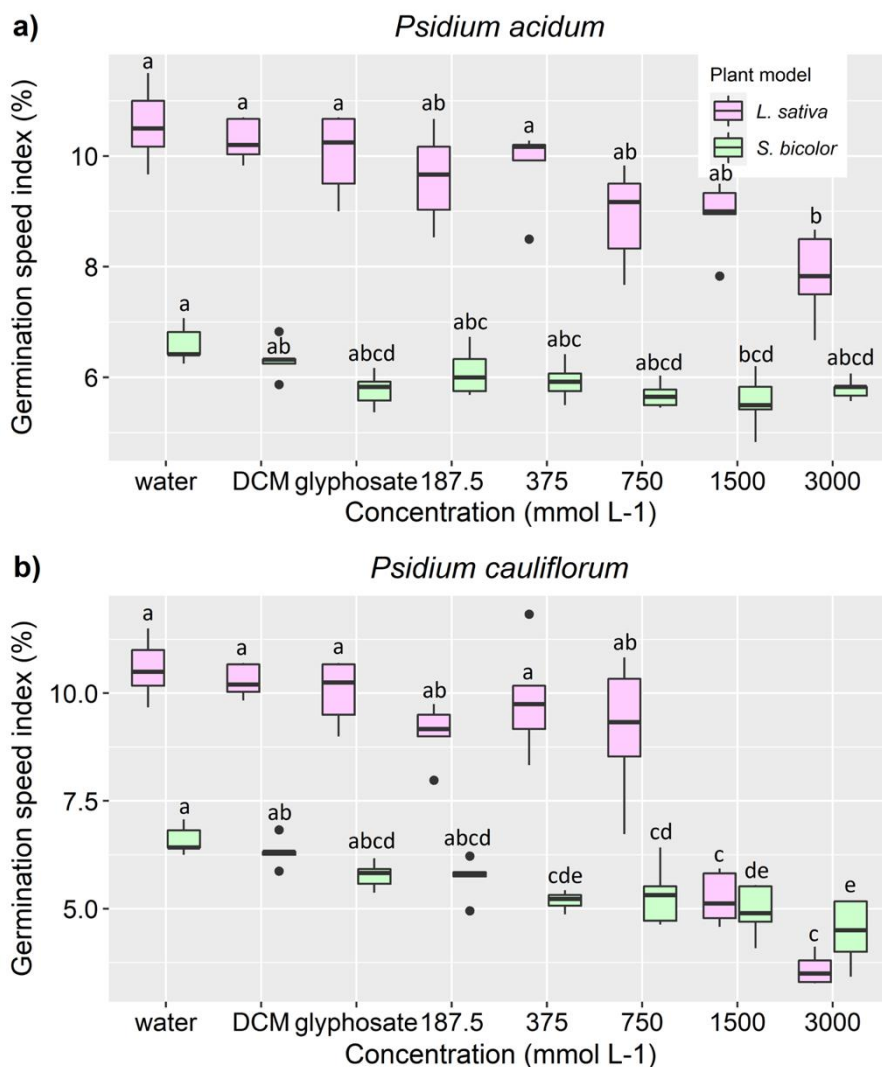 a)
Psidium acidum
Germination speed index (%)
10
8
6
Plant model
L. sativa
S. bicolor
a a a ab a ab ab b
a ab abcd abc abc abcd bcd abcd
water DCM glyphosate 187.5 375 750 1500 3000
Concentration (mmol L-1)
b)
Psidium cauliflorum
Germination speed index (%)
10.0
7.5
5.0
a a a ab a ab c c
a ab abcd abcd cde cd de e
water DCM glyphosate 187.5 375 750 1500 3000
Concentration (mmol L-1)